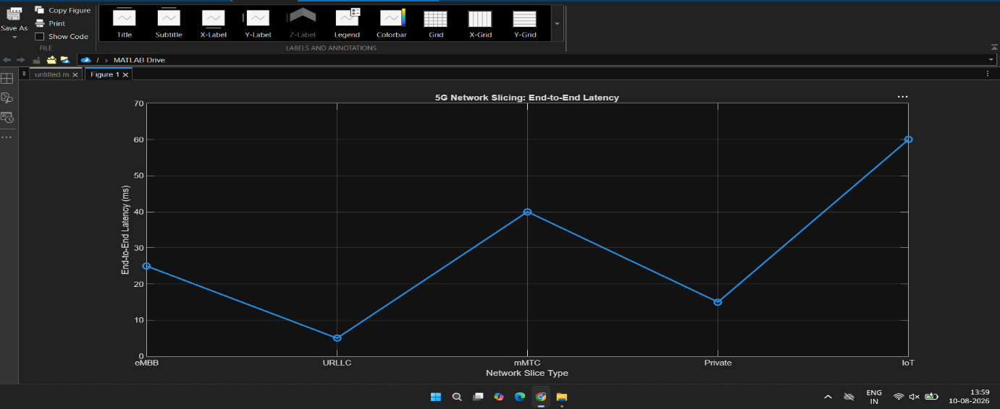 Save As
Copy Figure
Print
Show Code
FILE
Title
Subtitle
X-Label
Y-Label
Z-Label
Legend
Colorbar
Grid
X-Grid
Y-Grid
LABELS AND ANNOTATIONS
/ > MATLAB Drive
untitled.m
Figure 1
5G Network Slicing: End-to-End Latency
70
60
50
40
30
20
10
0
End-to-End Latency (ms)
eMBB
URLLC
mMTC
Private
IoT
Network Slice Type
ENG
IN
13:59
10-08-2026